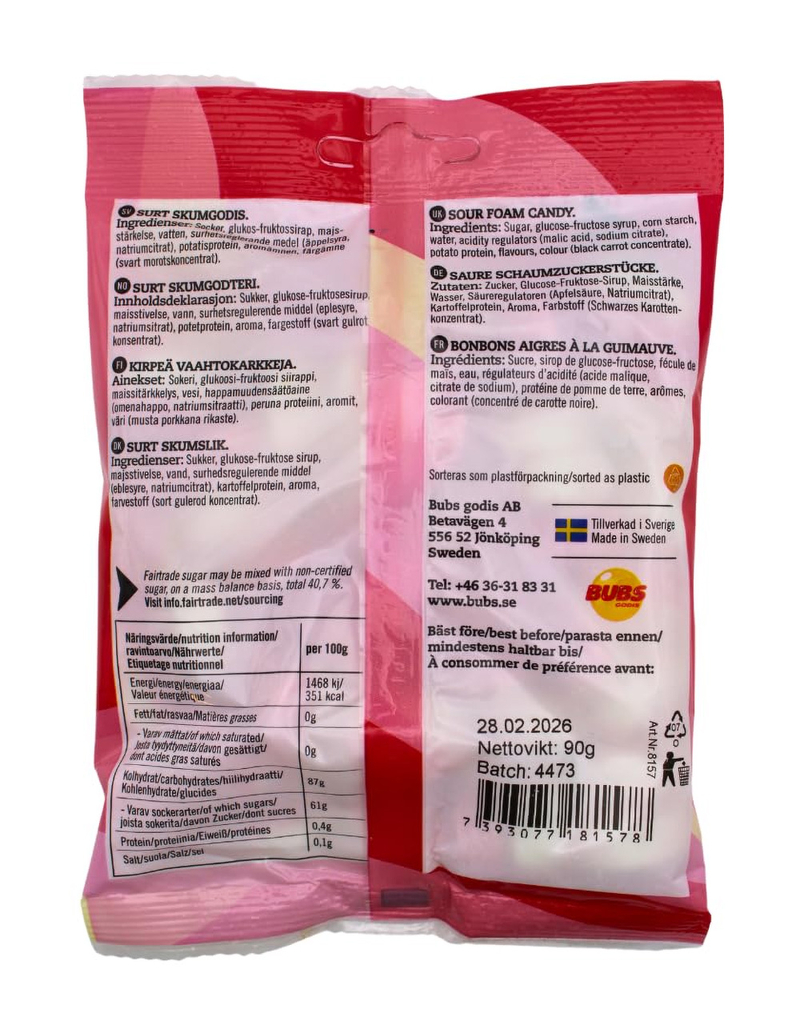 SV SURT SKUMGODIS.
Ingredienser: Socker, glukos-fruktossirap, majs-
stärkelse, vatten, surhetsreglerande medel (äppelsyra,
natriumcitrat), potatisprotein, aromämnen, färgämne
(svart morotskoncentrat).
NO SURT SKUMGODTERI.
Innholdsdeklarasjon: Sukker, glukose-fruktosesirup,
maisstivelse, vann, surhetsregulerende middel (eplesyre,
natriumsitrat), potetprotein, aroma, fargestoff (svart gulrot
konsentrat).
FI KIRPEÄ VAAHTOKARKKEJA.
Ainekset: Sokeri, glukoosi-fruktoosi siirappi,
maissitärkkelys, vesi, happamuudensäätöaine
(omenahappo, natriumsitraatti), peruna proteiini, aromit,
väri (musta porkkana rikaste).
DK SURT SKUMSLIK.
Ingredienser: Sukker, glukose-fruktose sirup,
majsstivelse, vand, surhedsregulerende middel
(eblesyre, natriumcitrat), kartoffelprotein, aroma,
farvestoff (sort gulerod koncentrat).
Fairtrade sugar may be mixed with non-certified
sugar, on a mass balance basis, total 40,7 %.
Visit info.fairtrade.net/sourcing
Näringsvärde/nutrition information/
ravintoarvo/Nährwerte/
Etiquetage nutritionnel
per 100g
Energi/energy/energiaa/
Valeur énergétique
1468 kj/
351 kcal
Fett/fat/rasvaa/Matières grasses
0g
- Varav mättat/of which saturated/
josta tyydyttyneitä/davon gesättigt/
dont acides gras saturés
0g
Kolhydrat/carbohydrates/hiilihydraatti/
Kohlenhydrate/glucides
87g
- Varav sockerarter/of which sugars/
joista sokerita/davon Zucker/dont sucres
61g
Protein/proteiinia/Eiweiß/protéines
0,4g
Salt/suola/Salz/sel
0,1g
UK SOUR FOAM CANDY.
Ingredients: Sugar, glucose-fructose syrup, corn starch,
water, acidity regulators (malic acid, sodium citrate),
potato protein, flavours, colour (black carrot concentrate).
DE SAURE SCHAUMZUCKERSTÜCKE.
Zutaten: Zucker, Glucose-Fructose-Sirup, Maisstärke,
Wasser, Säureregulatoren (Apfelsäure, Natriumcitrat),
Kartoffelprotein, Aroma, Farbstoff (Schwarzes Karotten-
konzentrat).
FR BONBONS AIGRES À LA GUIMAUVE.
Ingrédients: Sucre, sirop de glucose-fructose, fécule de
maïs, eau, régulateurs d'acidité (acide malique,
citrate de sodium), protéine de pomme de terre, arômes,
colorant (concentré de carotte noire).
Sorteras som plastförpackning/sorted as plastic
Bubs godis AB
Betavägen 4
556 52 Jönköping
Sweden
Tillverkad i Sverige
Made in Sweden
Tel: +46 36-31 83 31
www.bubs.se
BUBS
GODIS
Bäst före/best before/parasta ennen/
mindestens haltbar bis/
À consommer de préférence avant:
28.02.2026
Nettovikt: 90g
Batch: 4473
Art.Nr.8157
07
O
7 393077 181578